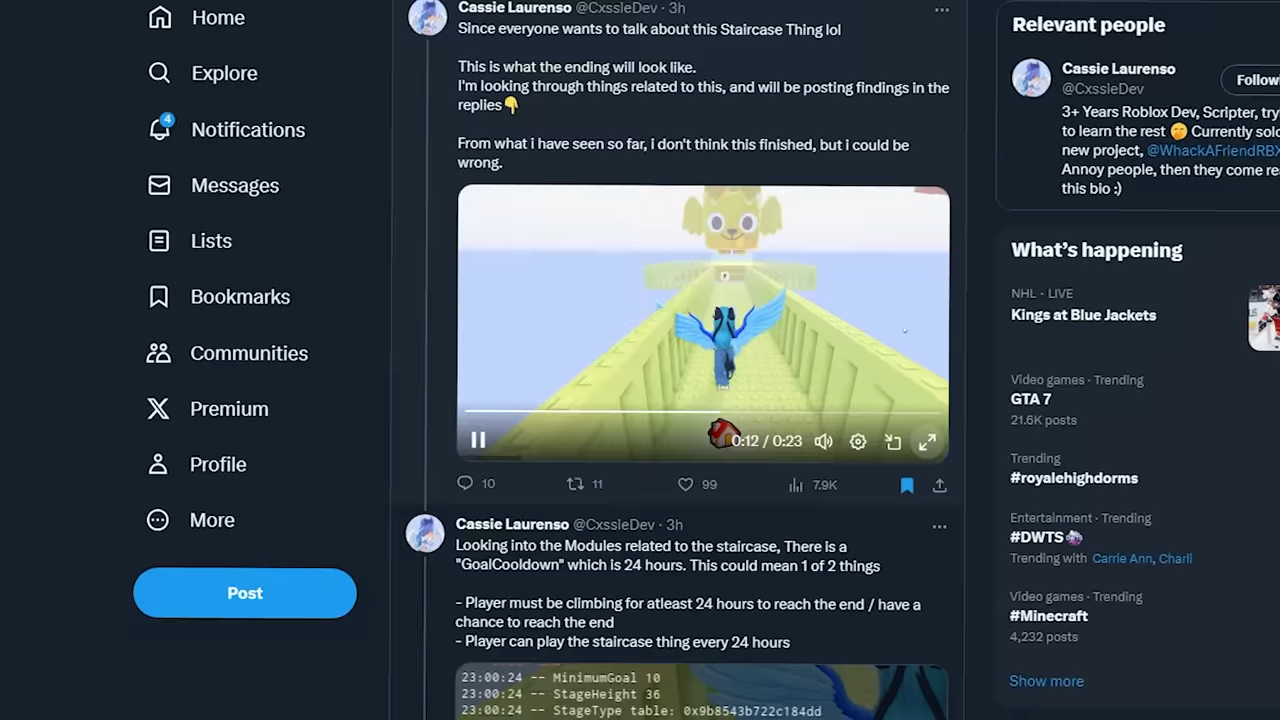 Home
Explore
4
Notifications
Messages
Lists
Bookmarks
Communities
Premium
Profile
More
Post
Cassie Laurenso @CxssieDev · 3h
Since everyone wants to talk about this Staircase Thing lol
This is what the ending will look like.
I'm looking through things related to this, and will be posting findings in the
replies👇
From what i have seen so far, i don't think this finished, but i could be
wrong.
0:12 / 0:23
10
11
99
7.9K
Cassie Laurenso @CxssieDev · 3h
Looking into the Modules related to the staircase, There is a
"GoalCooldown" which is 24 hours. This could mean 1 of 2 things
- Player must be climbing for atleast 24 hours to reach the end / have a
chance to reach the end
- Player can play the staircase thing every 24 hours
23:00:24 -- MinimumGoal 10
23:00:24 -- StageHeight 36
23:00:24 -- StageType table: 0x9b8543b722c184dd
Relevant people
Cassie Laurenso
@CxssieDev
Follow
3+ Years Roblox Dev, Scripter, try
to learn the rest 🤭 Currently solo
new project, @WhackAFriendRBX
Annoy people, then they come re
this bio :)
What's happening
NHL · LIVE
Kings at Blue Jackets
Video games · Trending
GTA 7
21.6K posts
Trending
#royalehighdorms
Entertainment · Trending
#DWTS
Trending with Carrie Ann, Charli
Video games · Trending
#Minecraft
4,232 posts
Show more